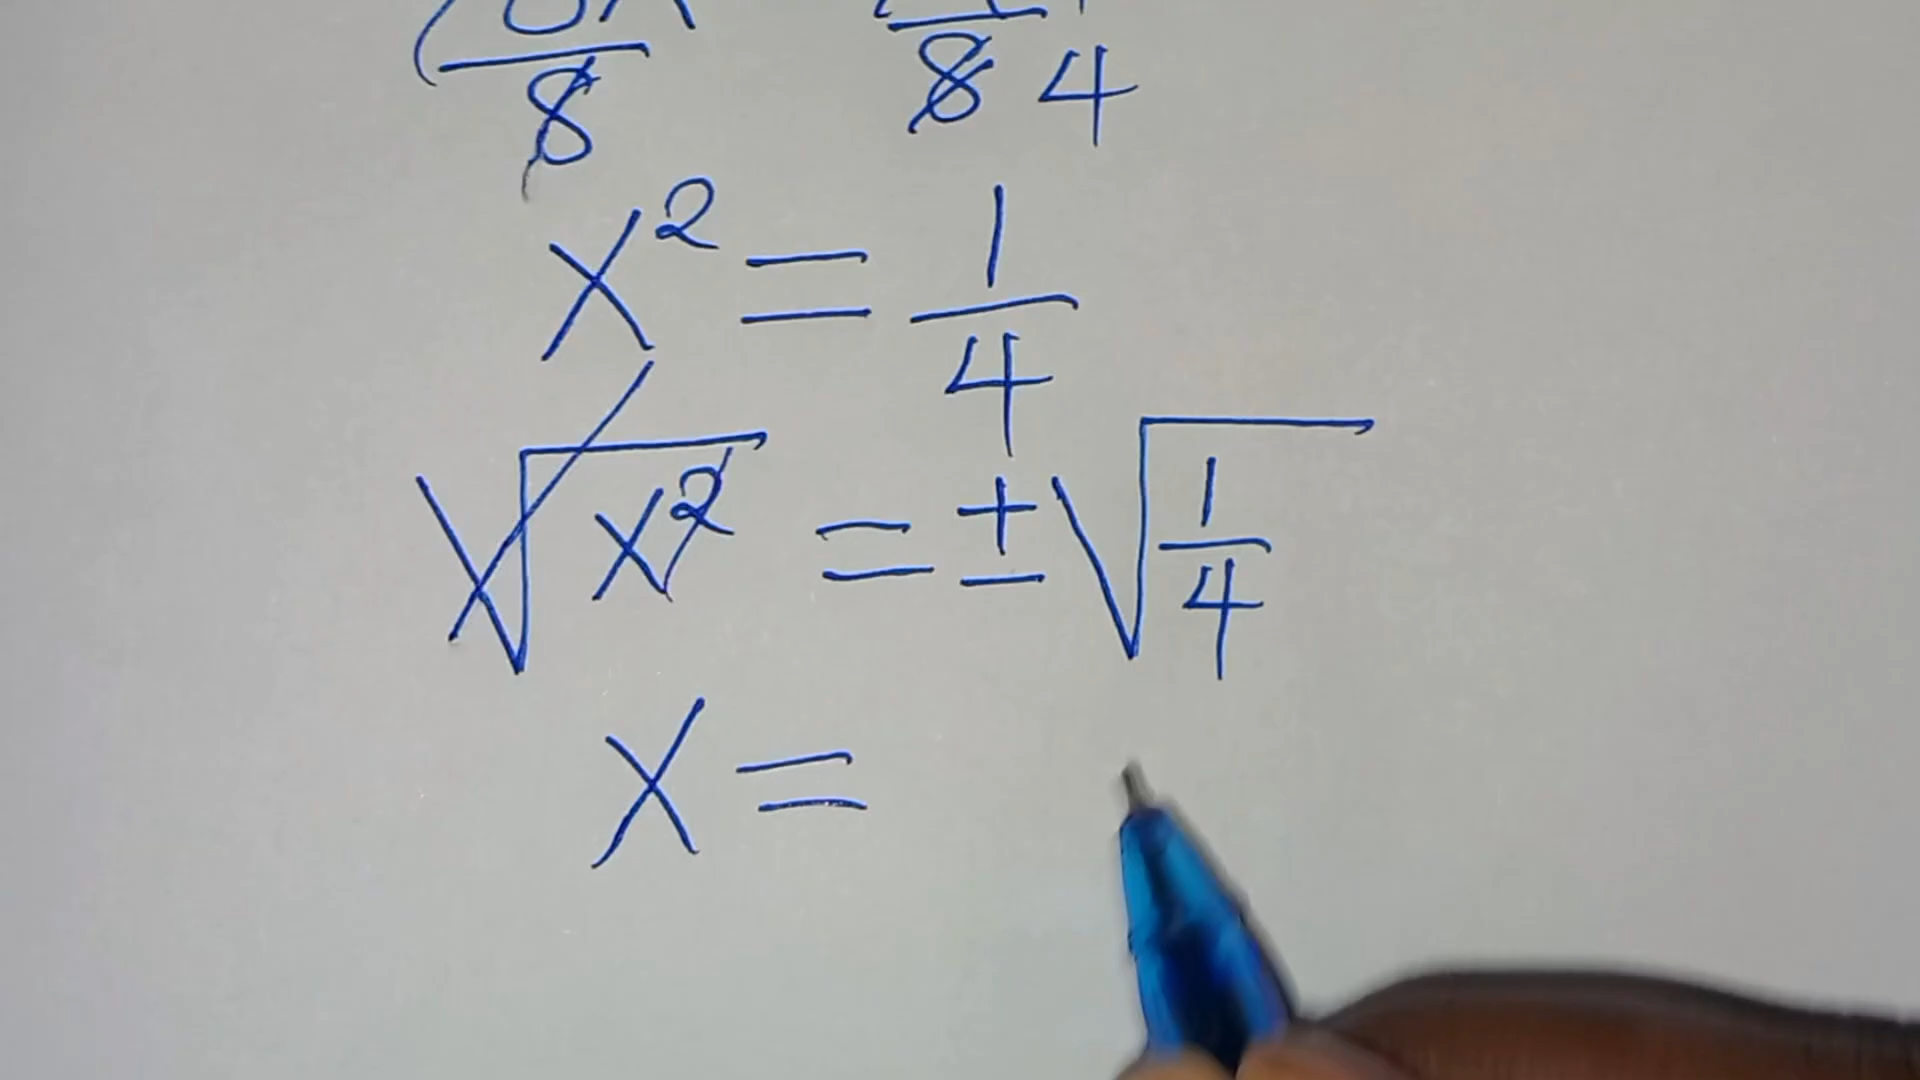 8 8 4
x² = 1/4
√x² = ± √1/4
x =